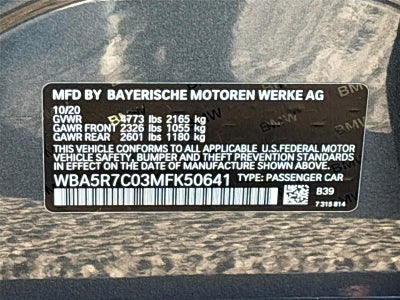 MFD BY BAYERISCHE MOTOREN WERKE AG
10/20
GVWR 4773 lbs 2165 kg
GAWR FRONT 2326 lbs 1055 kg
GAWR REAR 2601 lbs 1180 kg
THIS VEHICLE CONFORMS TO ALL APPLICABLE U.S.FEDERAL MOTOR
VEHICLE SAFETY, BUMPER, AND THEFT PREVENTION STANDARDS IN
EFFECT ON THE DATE OF MANUFACTURE SHOWN ABOVE.
WBA5R7C03MFK50641 TYPE: PASSENGER CAR
B39
7 315 814